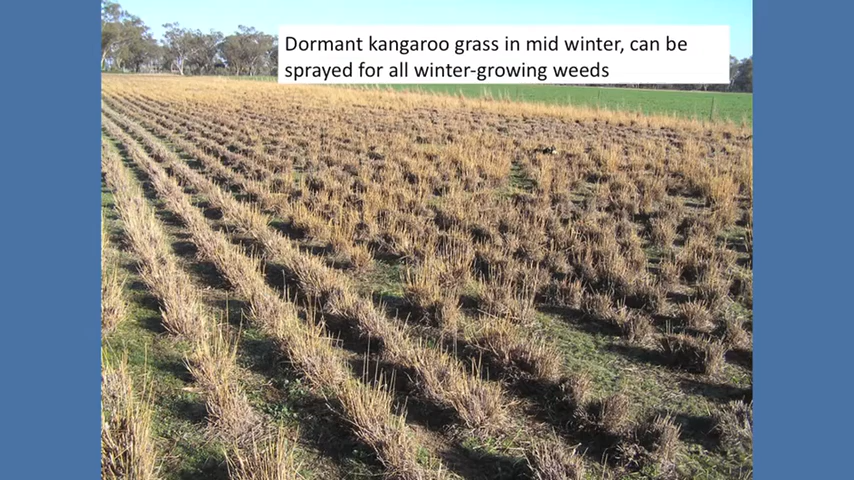 Dormant kangaroo grass in mid winter, can be
sprayed for all winter-growing weeds